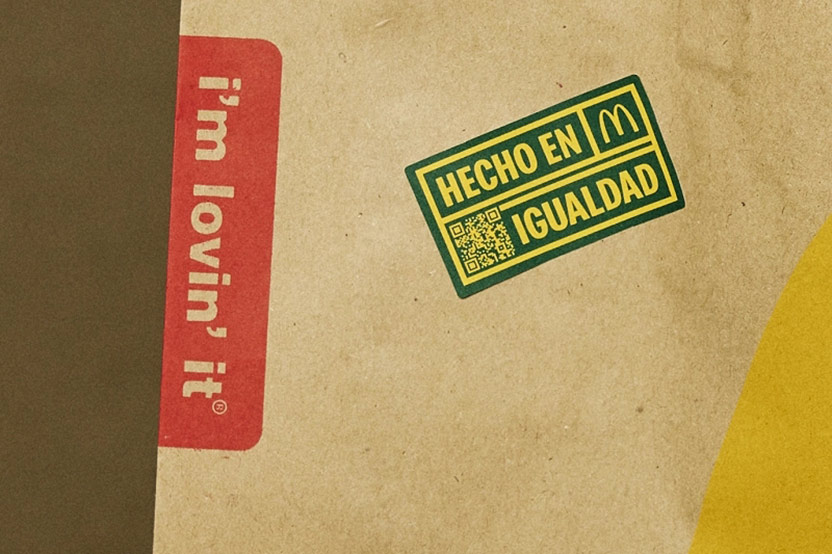 i'm lovin' it®
HECHO EN
IGUALDAD